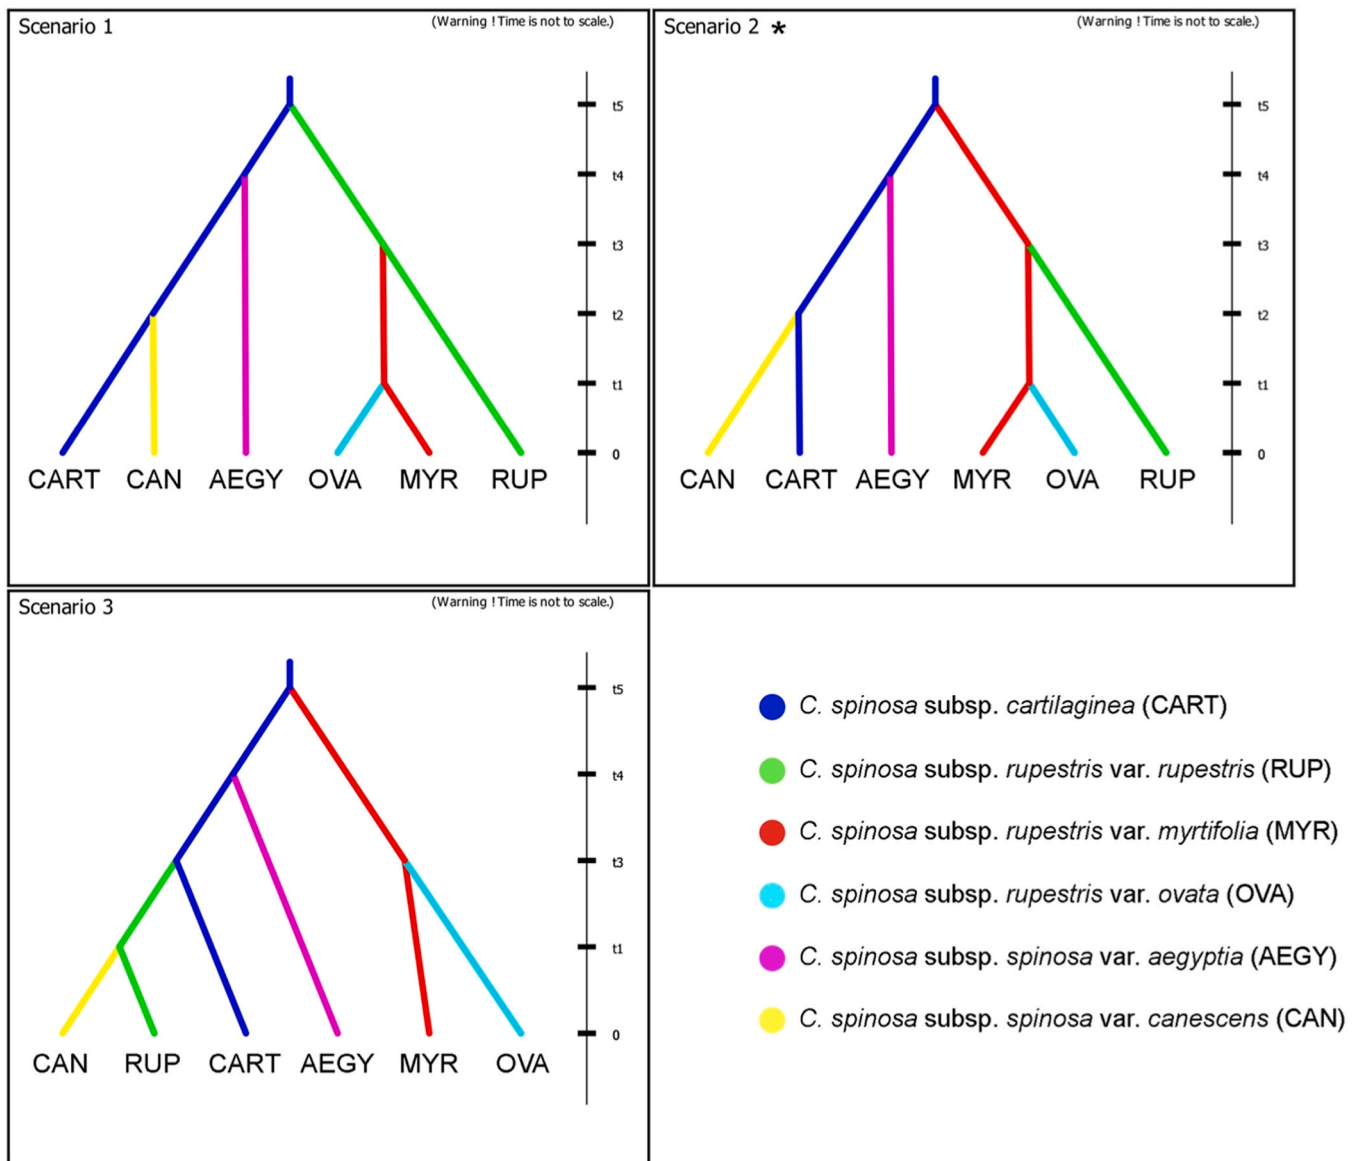 Scenario 1
(Warning ! Time is not to scale.)
t5
t4
t3
t2
t1
0
CART CAN AEGY OVA MYR RUP
Scenario 2 *
(Warning ! Time is not to scale.)
t5
t4
t3
t2
t1
0
CAN CART AEGY MYR OVA RUP
Scenario 3
(Warning ! Time is not to scale.)
t5
t4
t3
t1
0
CAN RUP CART AEGY MYR OVA
C. spinosa subsp. cartilaginea (CART)
C. spinosa subsp. rupestris var. rupestris (RUP)
C. spinosa subsp. rupestris var. myrtifolia (MYR)
C. spinosa subsp. rupestris var. ovata (OVA)
C. spinosa subsp. spinosa var. aegyptia (AEGY)
C. spinosa subsp. spinosa var. canescens (CAN)